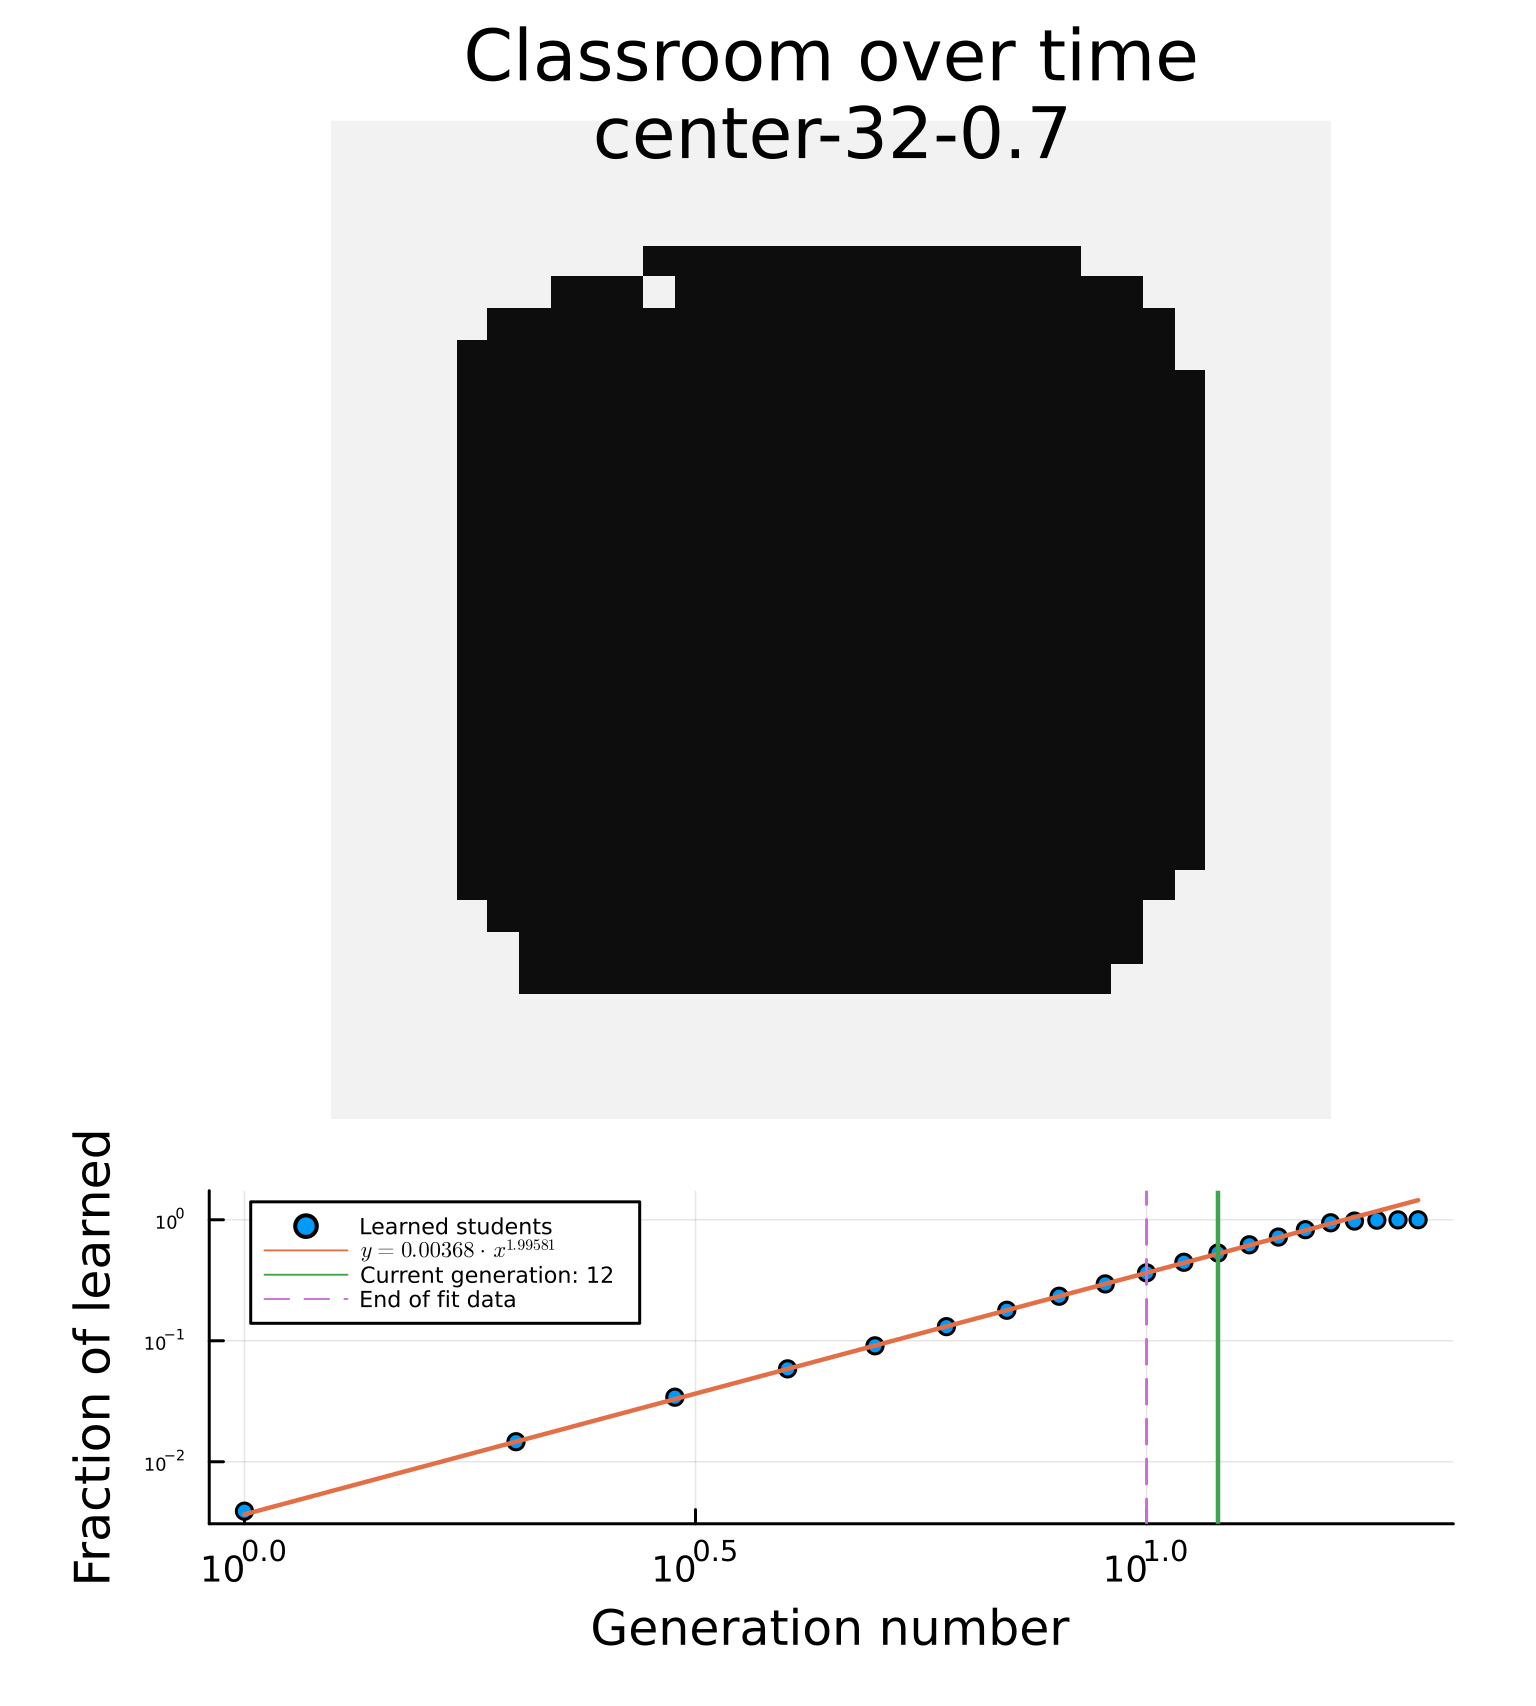 Classroom over time
center-32-0.7
Fraction of learned
10⁰
10⁻¹
10⁻²
Learned students
y = 0.00368 · x^1.99581
Current generation: 12
End of fit data
10^0.0 10^0.5 10^1.0
Generation number